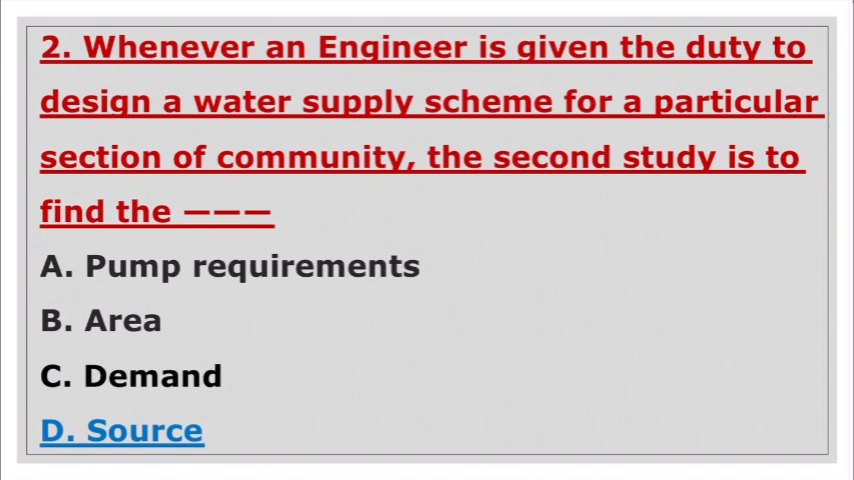 2. Whenever an Engineer is given the duty to
design a water supply scheme for a particular
section of community, the second study is to
find the ———
A. Pump requirements
B. Area
C. Demand
D. Source